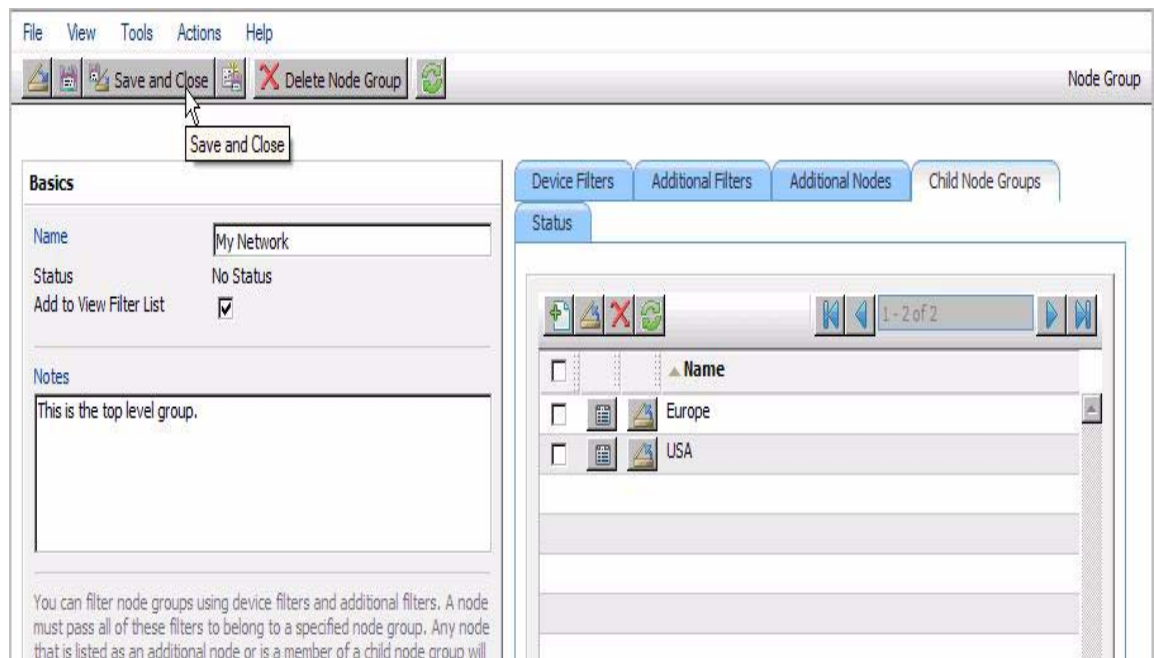 File View Tools Actions Help
Save and Close Delete Node Group Node Group
Save and Close
Basics
Name My Network
Status No Status
Add to View Filter List
Notes
This is the top level group.
You can filter node groups using device filters and additional filters. A node
must pass all of these filters to belong to a specified node group. Any node
that is listed as an additional node or is a member of a child node group will
Device Filters Additional Filters Additional Nodes Child Node Groups
Status
1 - 2 of 2
Name
Europe
USA